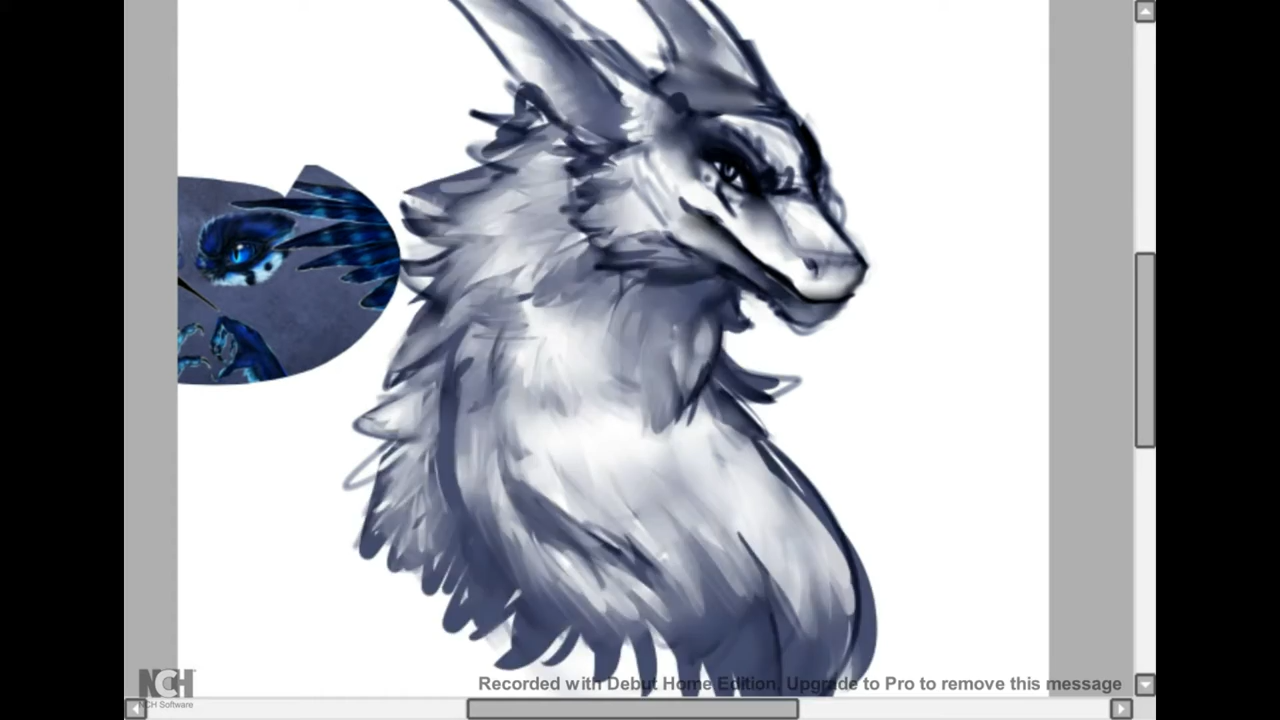 Recorded with Debut Home Edition. Upgrade to Pro to remove this message
NCH
NCH Software